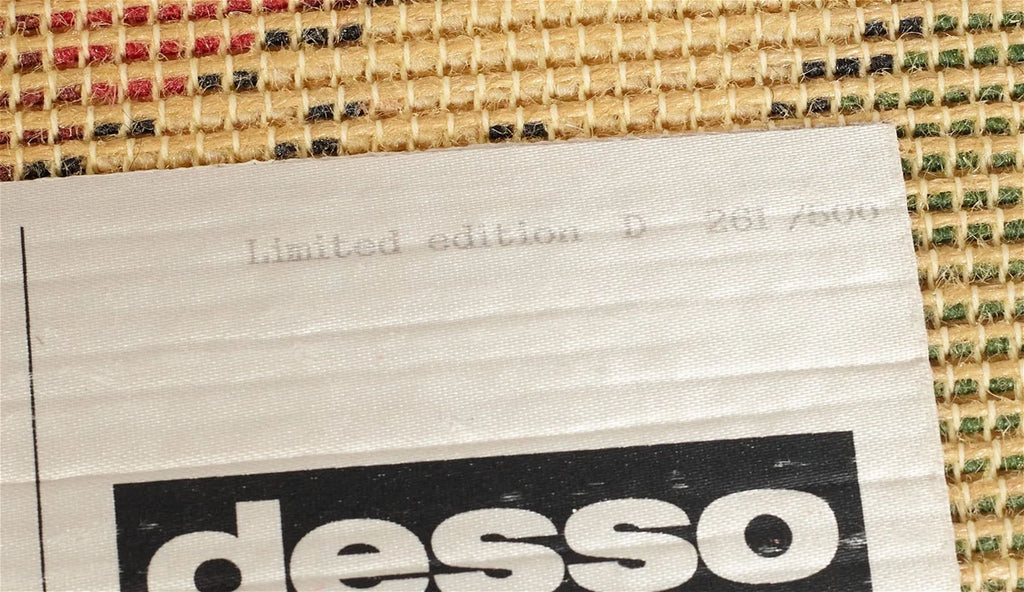 Limited edition D 261 /500
desso